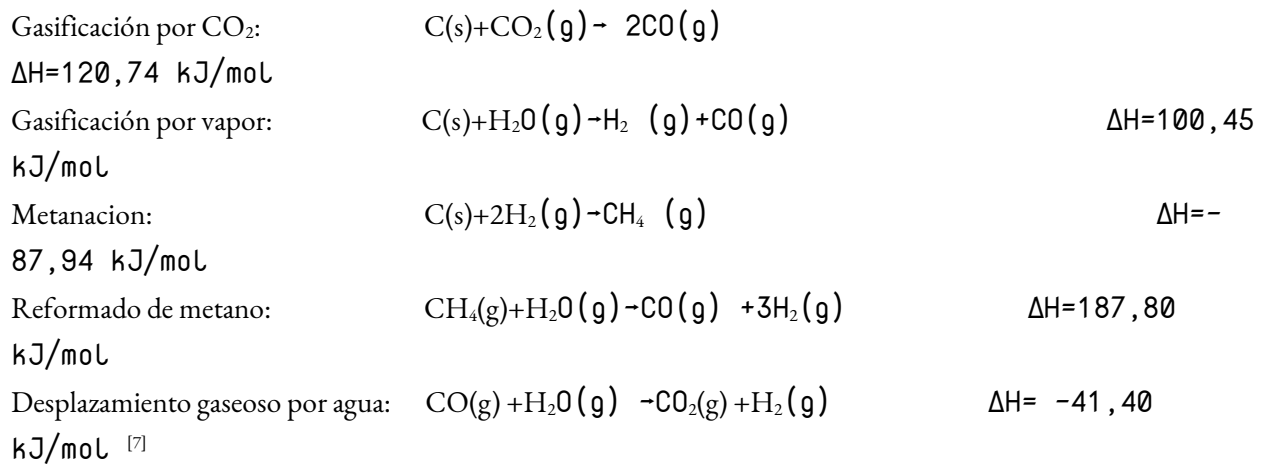 Gasificación por CO₂: C(s)+CO₂(g)→ 2CO(g)
ΔH=120,74 kJ/mol
Gasificación por vapor: C(s)+H₂O(g)→H₂ (g)+CO(g) ΔH=100,45
kJ/mol
Metanacion: C(s)+2H₂(g)→CH₄ (g) ΔH=-
87,94 kJ/mol
Reformado de metano: CH₄(g)+H₂O(g)→CO(g) +3H₂(g) ΔH=187,80
kJ/mol
Desplazamiento gaseoso por agua: CO(g) +H₂O(g) →CO₂(g) +H₂(g) ΔH= -41,40
kJ/mol [7]